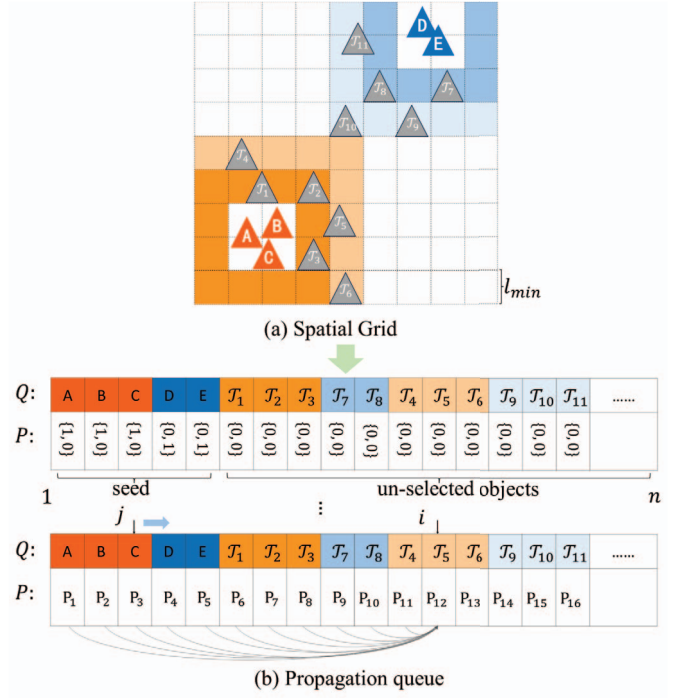 D
E
𝒯₁₁
𝒯₈ 𝒯₇
𝒯₁₀ 𝒯₉
𝒯₄
𝒯₁ 𝒯₂
A B 𝒯₅
C 𝒯₃
𝒯₆ l_min
(a) Spatial Grid
Q: A B C D E 𝒯₁ 𝒯₂ 𝒯₃ 𝒯₇ 𝒯₈ 𝒯₄ 𝒯₅ 𝒯₆ 𝒯₉ 𝒯₁₀ 𝒯₁₁ ......
P: {1,0} {1,0} {1,0} {0,1} {0,1} {0,0} {0,0} {0,0} {0,0} {0,0} {0,0} {0,0} {0,0} {0,0} {0,0} {0,0}
1 seed un-selected objects n
j ⋮ i
Q: A B C D E 𝒯₁ 𝒯₂ 𝒯₃ 𝒯₇ 𝒯₈ 𝒯₄ 𝒯₅ 𝒯₆ 𝒯₉ 𝒯₁₀ 𝒯₁₁ ......
P: P₁ P₂ P₃ P₄ P₅ P₆ P₇ P₈ P₉ P₁₀ P₁₁ P₁₂ P₁₃ P₁₄ P₁₅ P₁₆
(b) Propagation queue